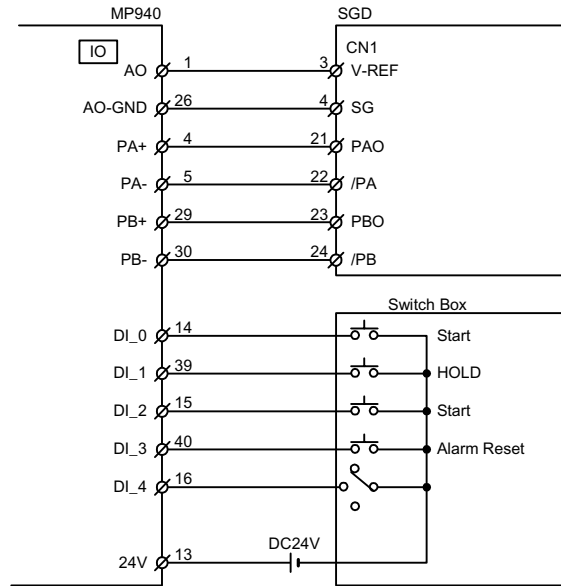 MP940 SGD
IO CN1
AO 1 3 V-REF
AO-GND 26 4 SG
PA+ 4 21 PAO
PA- 5 22 /PA
PB+ 29 23 PBO
PB- 30 24 /PB
Switch Box
DI_0 14 Start
DI_1 39 HOLD
DI_2 15 Start
DI_3 40 Alarm Reset
DI_4 16
DC24V
24V 13